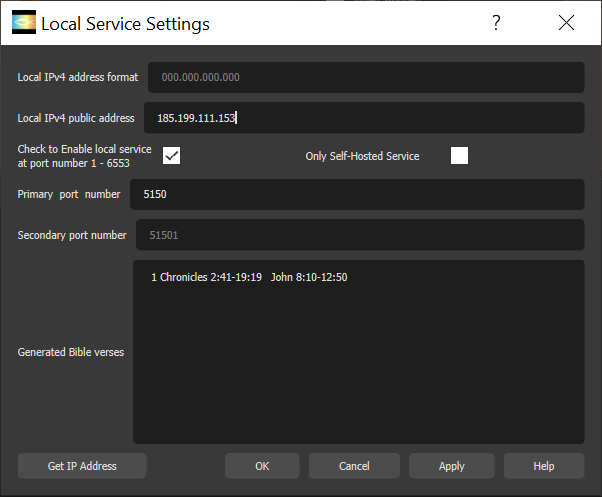 Local Service Settings ?
Local IPv4 address format 000.000.000.000
Local IPv4 public address 185.199.111.153
Check to Enable local service
at port number 1 - 6553 Only Self-Hosted Service
Primary port number 5150
Secondary port number 51501
1 Chronicles 2:41-19:19 John 8:10-12:50
Generated Bible verses
Get IP Address OK Cancel Apply Help